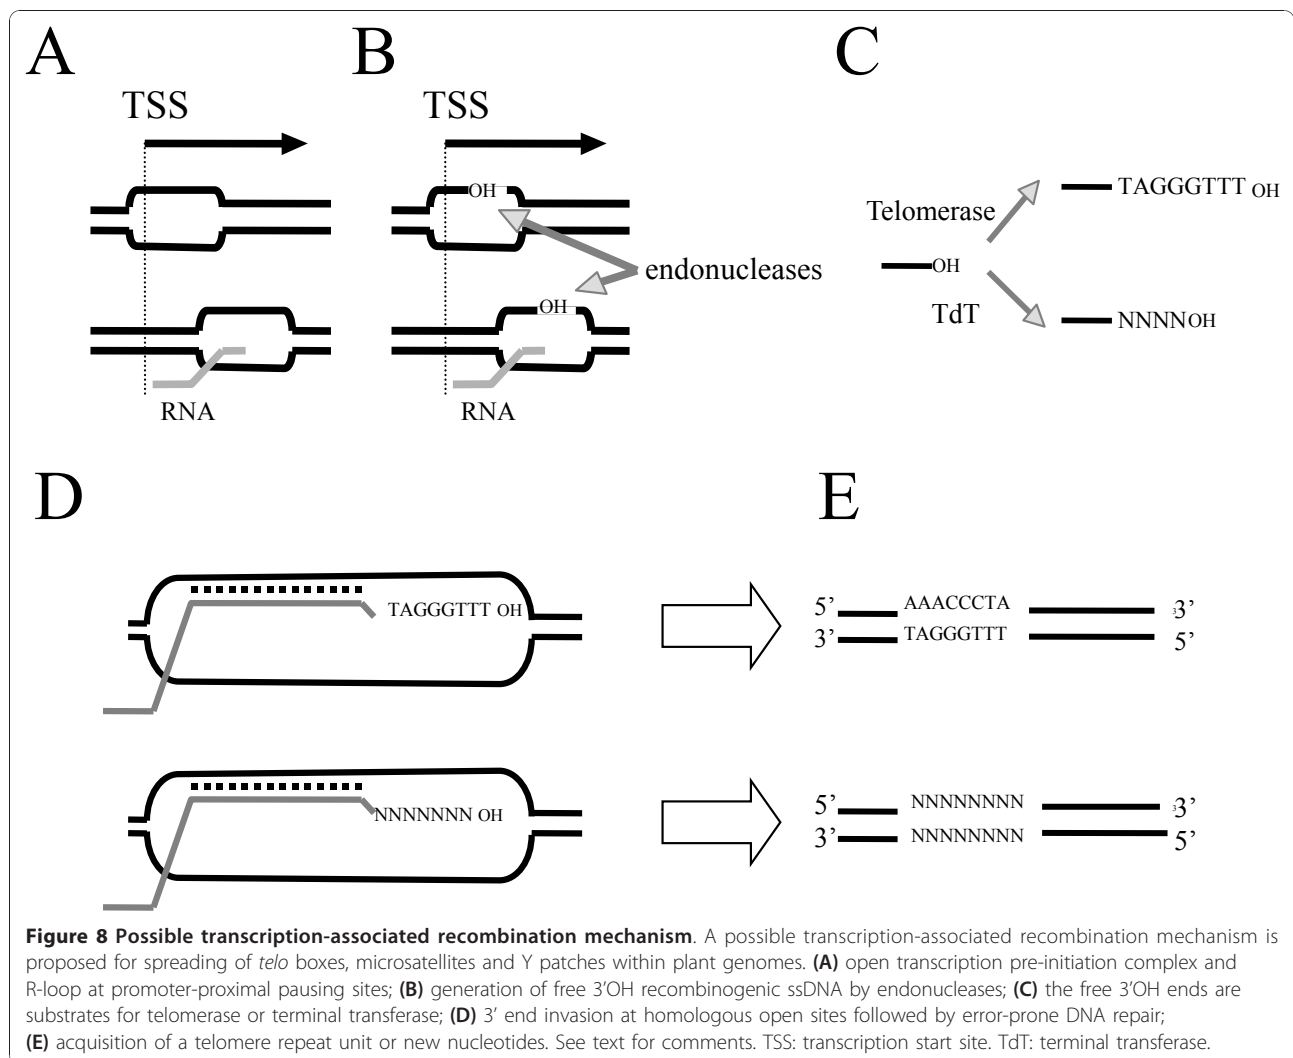 A
B
C
TSS
TSS
OH
OH
endonucleases
RNA
RNA
Telomerase
OH
TdT
TAGGGTTT OH
NNNNOH
D
E
TAGGGTTT OH
5’ AAACCCTA 3’
3’ TAGGGTTT 5’
NNNNNNN OH
5’ NNNNNNNN 3’
3’ NNNNNNNN 5’
Figure 8 Possible transcription-associated recombination mechanism. A possible transcription-associated recombination mechanism is
proposed for spreading of telo boxes, microsatellites and Y patches within plant genomes. (A) open transcription pre-initiation complex and
R-loop at promoter-proximal pausing sites; (B) generation of free 3’OH recombinogenic ssDNA by endonucleases; (C) the free 3’OH ends are
substrates for telomerase or terminal transferase; (D) 3’ end invasion at homologous open sites followed by error-prone DNA repair;
(E) acquisition of a telomere repeat unit or new nucleotides. See text for comments. TSS: transcription start site. TdT: terminal transferase.